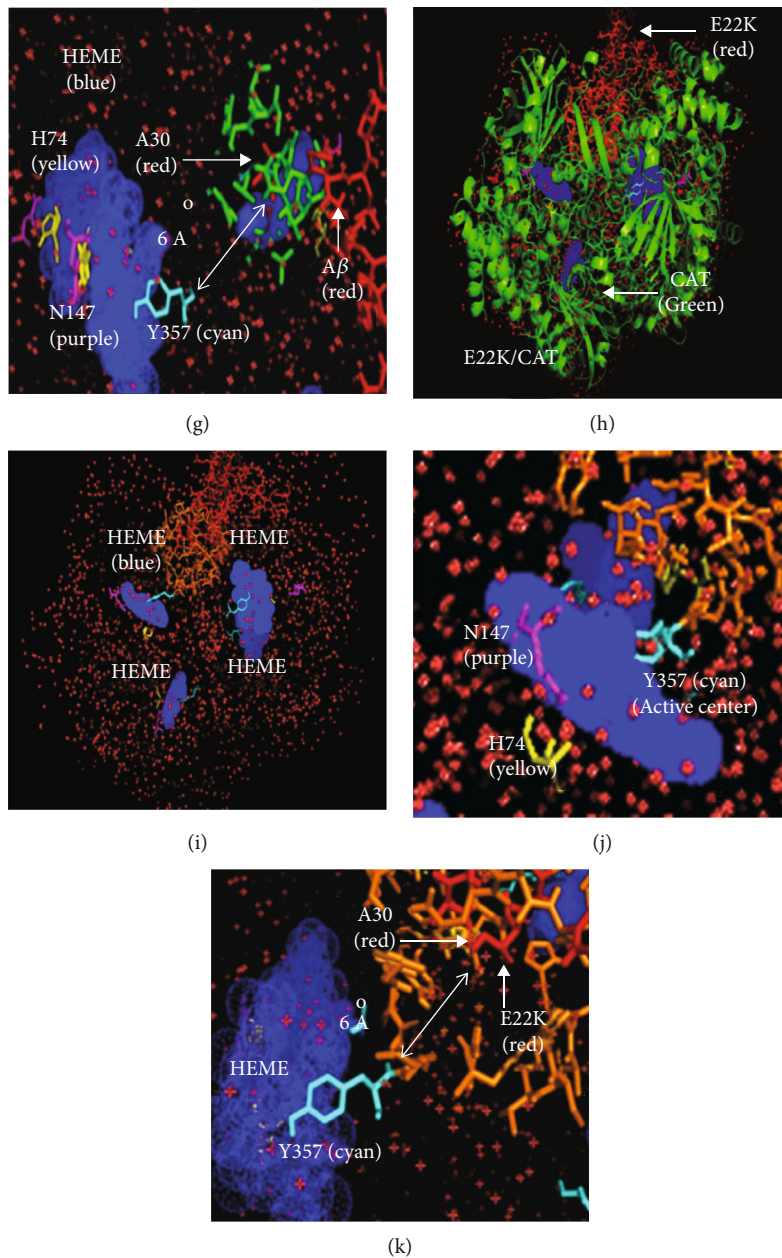 HEME
(blue)
H74
(yellow)
A30
(red)
o
6 A
Aβ
(red)
N147
(purple)
Y357 (cyan)
(g)
E22K
(red)
CAT
(Green)
E22K/CAT
(h)
HEME
(blue)
HEME
HEME
HEME
(i)
N147
(purple)
Y357 (cyan)
(Active center)
H74
(yellow)
(j)
A30
(red)
o
6 A
E22K
(red)
HEME
Y357 (cyan)
(k)